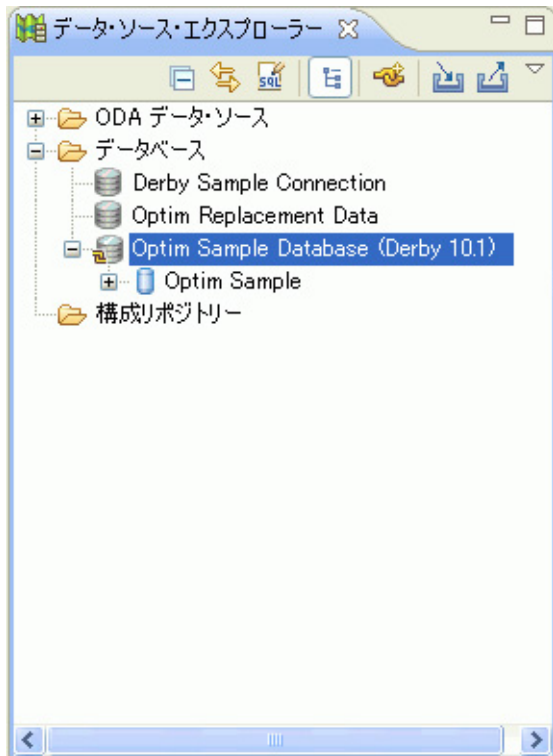 データ・ソース・エクスプローラー
SQL
ODA データ・ソース
データベース
Derby Sample Connection
Optim Replacement Data
Optim Sample Database (Derby 10.1)
Optim Sample
構成リポジトリー